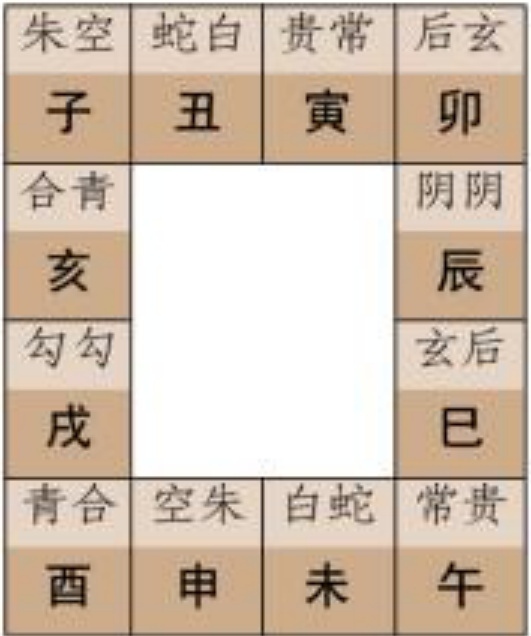 朱空 蛇白 贵常 后玄
子 丑 寅 卯
合青 阴阴
亥 辰
勾勾 玄后
戌 巳
青合 空朱 白蛇 常贵
酉 申 未 午